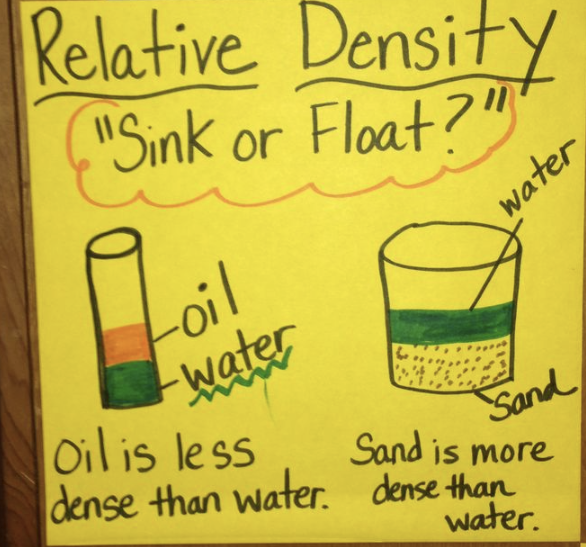 Relative Density
"Sink or Float?"
water
oil
water
Sand
Oil is less
dense than water.
Sand is more
dense than
water.